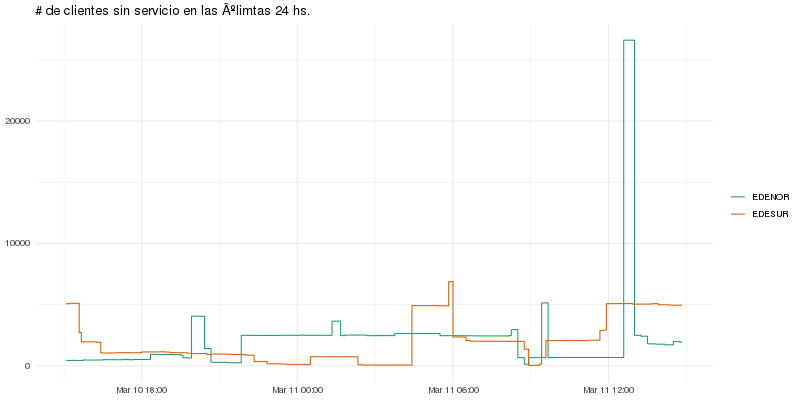 # de clientes sin servicio en las Ãºlimtas 24 hs.
20000
10000
0
Mar 10 18:00
Mar 11 00:00
Mar 11 06:00
Mar 11 12:00
EDENOR
EDESUR